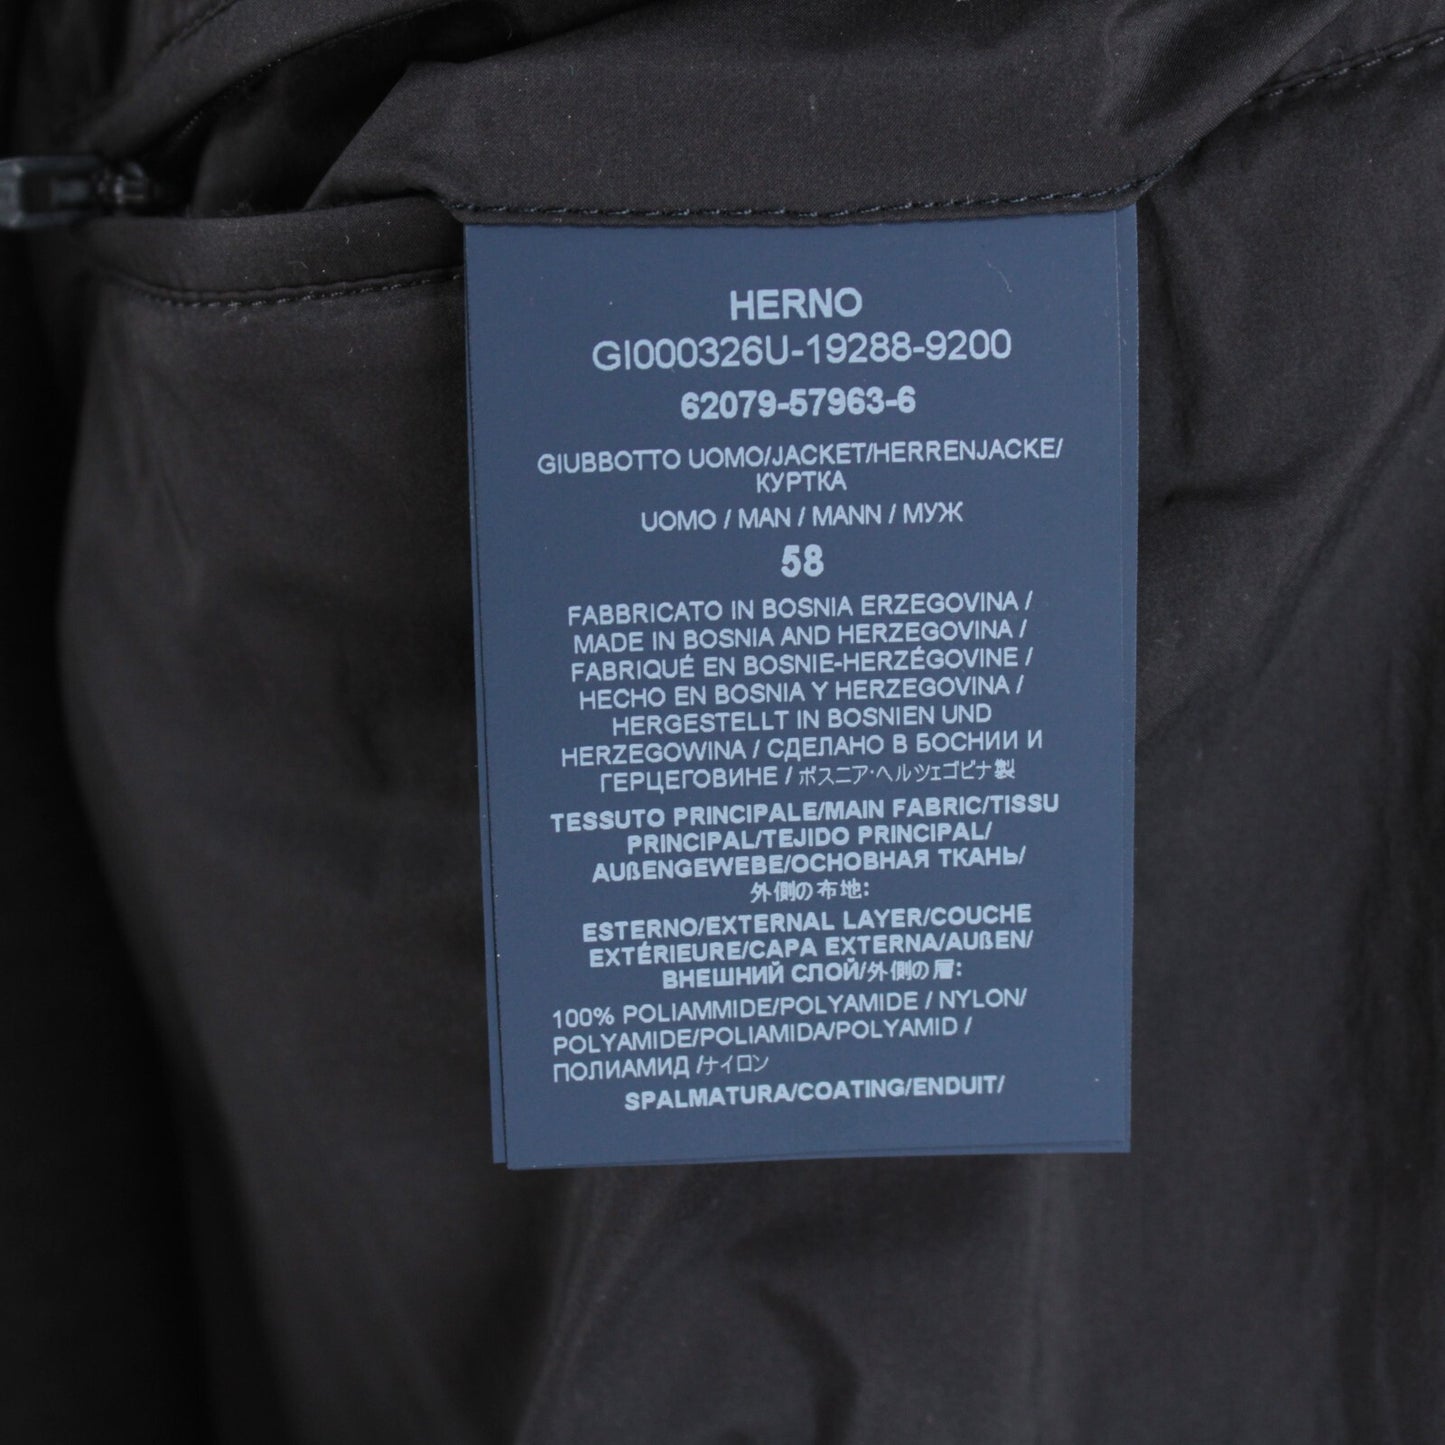 HERNO
GI000326U-19288-9200
62079-57963-6
GIUBBOTTO UOMO/JACKET/HERRENJACKE/
КУРТКА
UOMO / MAN / MANN / МУЖ
58
FABBRICATO IN BOSNIA ERZEGOVINA /
MADE IN BOSNIA AND HERZEGOVINA /
FABRIQUÉ EN BOSNIE-HERZÉGOVINE /
HECHO EN BOSNIA Y HERZEGOVINA /
HERGESTELLT IN BOSNIEN UND
HERZEGOWINA / СДЕЛАНО В БОСНИИ И
ГЕРЦЕГОВИНЕ / ボスニア・ヘルツェゴビナ製
TESSUTO PRINCIPALE/MAIN FABRIC/TISSU
PRINCIPAL/TEJIDO PRINCIPAL/
AUßENGEWEBE/ОСНОВНАЯ ТКАНЬ/
外側の布地:
ESTERNO/EXTERNAL LAYER/COUCHE
EXTÉRIEURE/CAPA EXTERNA/AUßEN/
ВНЕШНИЙ СЛОЙ/外側の層:
100% POLIAMMIDE/POLYAMIDE / NYLON/
POLYAMIDE/POLIAMIDA/POLYAMID /
ПОЛИАМИД /ナイロン
SPALMATURA/COATING/ENDUIT/